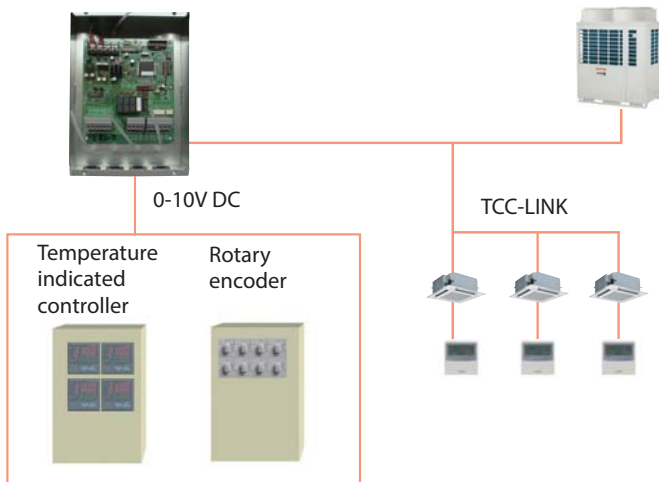 0-10V DC
TCC-LINK
Temperature
indicated
controller
Rotary
encoder